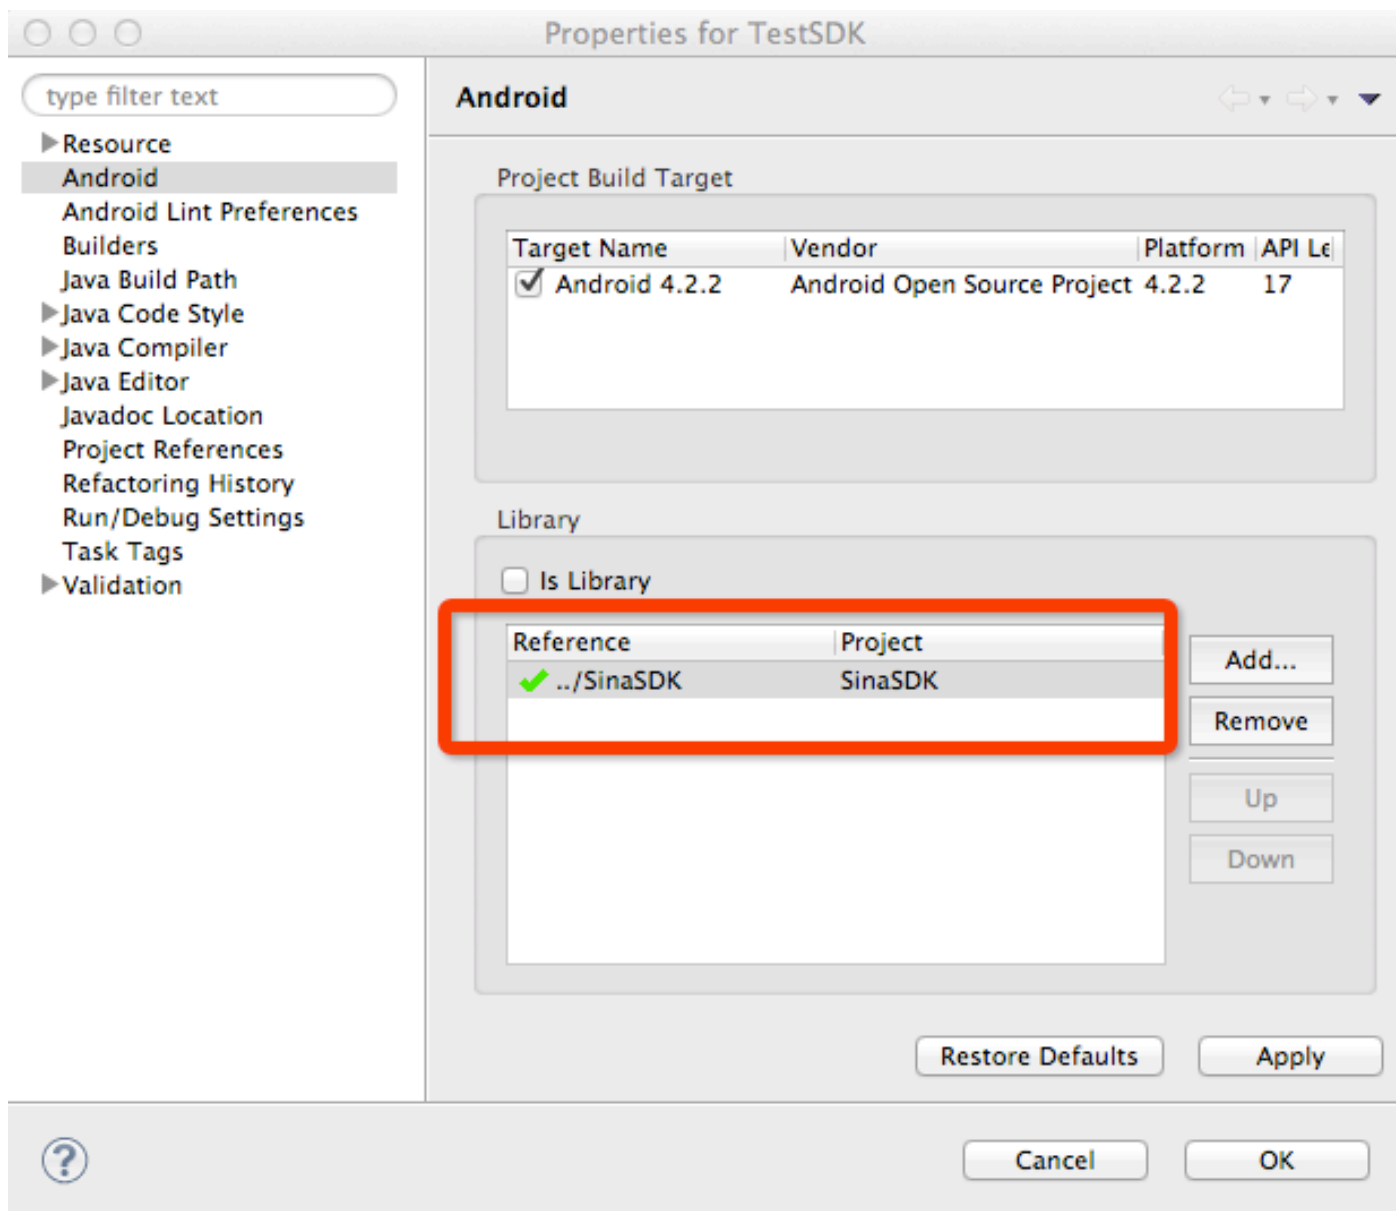 Properties for TestSDK
type filter text
Resource
Android
Android Lint Preferences
Builders
Java Build Path
Java Code Style
Java Compiler
Java Editor
Javadoc Location
Project References
Refactoring History
Run/Debug Settings
Task Tags
Validation
Android
Project Build Target
Target Name Vendor Platform API Le
Android 4.2.2 Android Open Source Project 4.2.2 17
Library
Is Library
Reference Project
../SinaSDK SinaSDK
Add...
Remove
Up
Down
Restore Defaults Apply
? Cancel OK